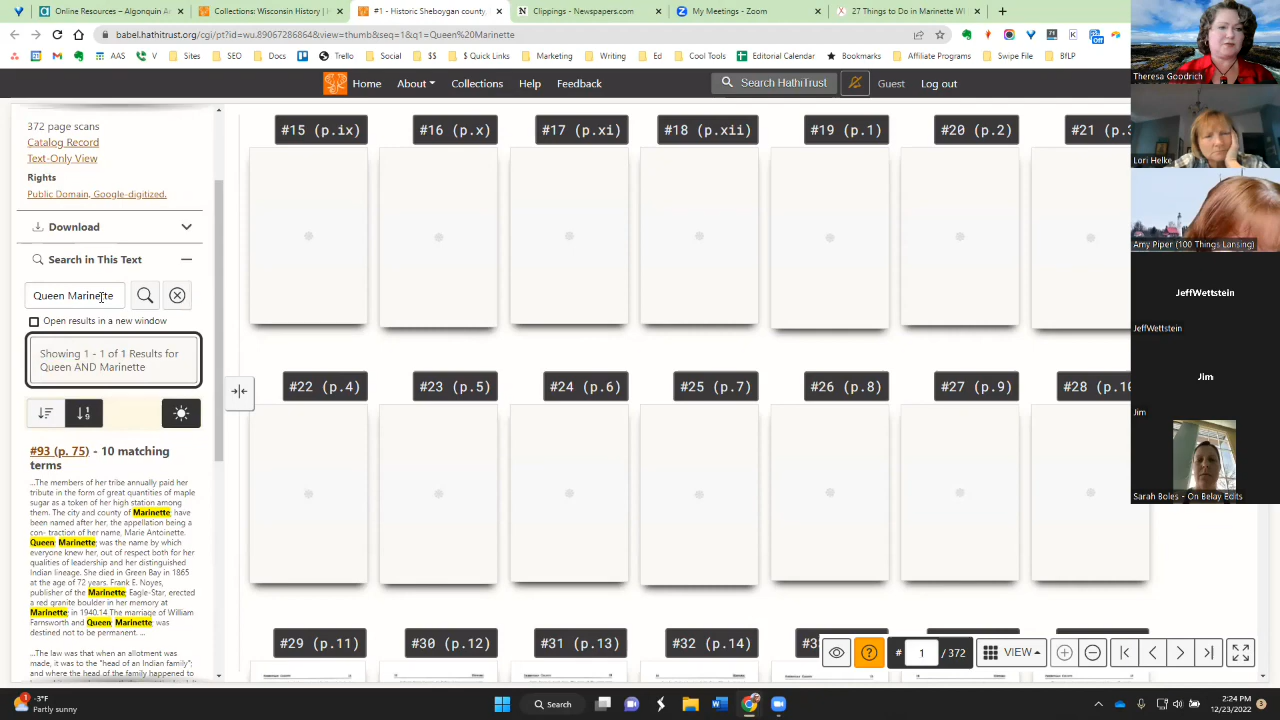 Online Resources – Algonquin Ar
Collections: Wisconsin History | H
#1 - Historic Sheboygan county,
Clippings - Newspapers.com
My Meetings - Zoom
27 Things to Do in Marinette WI
babel.hathitrust.org/cgi/pt?id=wu.89067286864&view=thumb&seq=1&q1=Queen%20Marinette
AAS
V
Sites
SEO
Docs
Trello
Social
$$
$ Quick Links
Marketing
Writing
Ed
Cool Tools
Editorial Calendar
Bookmarks
Affiliate Programs
Swipe File
BfLP
Home
About
Collections
Help
Feedback
Search HathiTrust
Guest
Log out
372 page scans
Catalog Record
Text-Only View
Rights
Public Domain, Google-digitized.
Download
Search in This Text
Queen Marinette
Open results in a new window
Showing 1 - 1 of 1 Results for
Queen AND Marinette
#93 (p. 75) - 10 matching
terms
...The members of her tribe annually paid her
tribute in the form of great quantities of maple
sugar as a token of her high station among
them. The city and county of Marinette; have
been named after her, the appellation being a
con- traction of her name, Marie Antoinette.
Queen Marinette; was the name by which
everyone knew her, out of respect both for her
qualities of leadership and her distinguished
Indian lineage. She died in Green Bay in 1865
at the age of 72 years. Frank E. Noyes,
publisher of the Marinette; Eagle-Star, erected
a red granite boulder in her memory at
Marinette; in 1940.14 The marriage of William
Farnsworth and Queen; Marinette; was
destined not to be permanent. ...
...The law was that when an allotment was
made, it was to the "head of an Indian family";
and where the head of the family happened to
#15 (p.ix)
#16 (p.x)
#17 (p.xi)
#18 (p.xii)
#19 (p.1)
#20 (p.2)
#21 (p.3
#22 (p.4)
#23 (p.5)
#24 (p.6)
#25 (p.7)
#26 (p.8)
#27 (p.9)
#28 (p.10
#29 (p.11)
#30 (p.12)
#31 (p.13)
#32 (p.14)
# 1 / 372
VIEW
Theresa Goodrich
Lori Helke
Amy Piper (100 Things Lansing)
JeffWettstein
JeffWettstein
Jim
Jim
Sarah Boles - On Belay Edits
-3°F
Partly sunny
Search
2:24 PM
12/23/2022